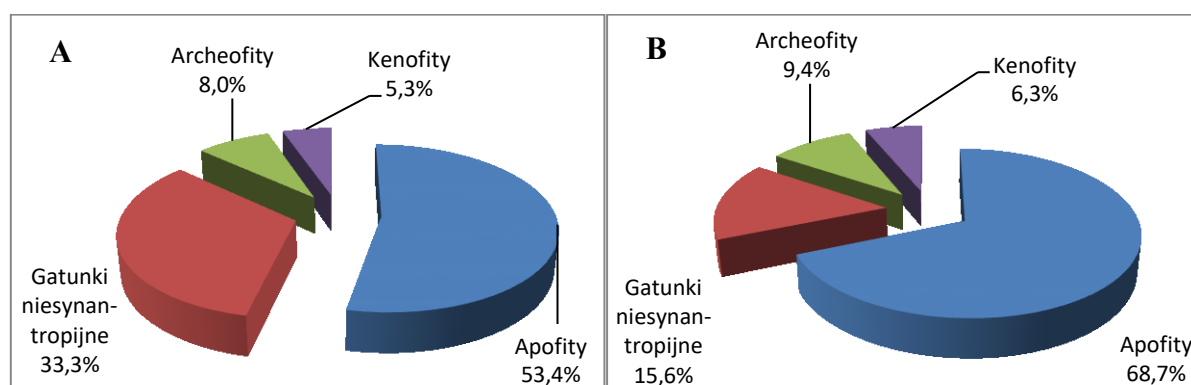 A
Archeofity
8,0%
Kenofity
5,3%
Gatunki
niesynan-
tropijne
33,3%
Apofity
53,4%
B
Archeofity
9,4%
Kenofity
6,3%
Gatunki
niesynan-
tropijne
15,6%
Apofity
68,7%